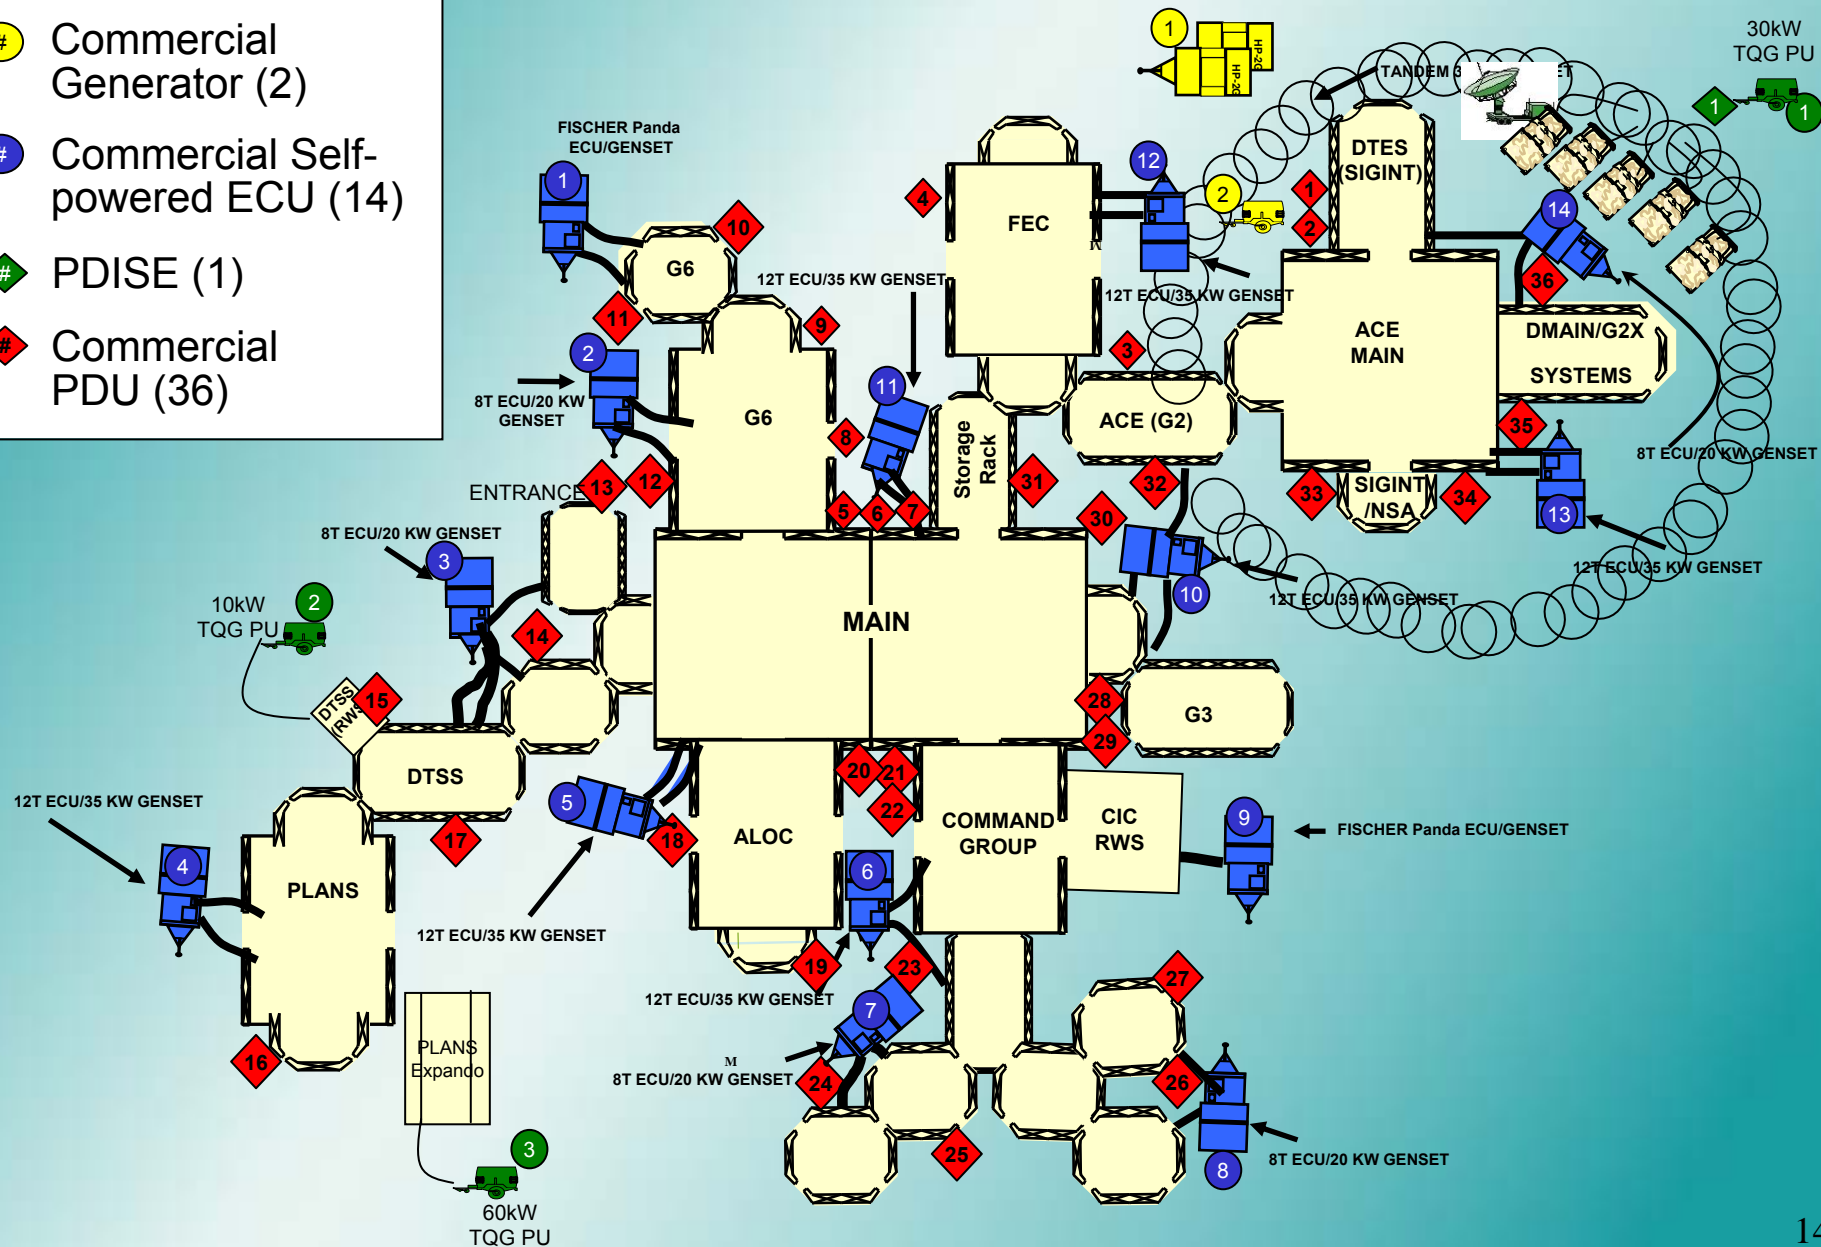 # Commercial
Generator (2)
# Commercial Self-
powered ECU (14)
# PDISE (1)
# Commercial
PDU (36)
1
HP-2C
HP-2C
30kW
TQG PU
1
1
TANDEM
FISCHER Panda
ECU/GENSET
1
12
2
DTES
(SIGINT)
1
2
14
4
FEC
10
G6
12T ECU/35 KW GENSET
12T ECU/35 KW GENSET
36
11
9
ACE
MAIN
DMAIN/G2X
SYSTEMS
2
3
11
8T ECU/20 KW
GENSET
G6
8
ACE (G2)
35
8T ECU/20 KW GENSET
Storage
Rack
ENTRANCE
13
12
5
6
7
31
32
33
SIGINT
/NSA
34
13
30
8T ECU/20 KW GENSET
3
12T ECU/35 KW GENSET
10
12T ECU/35 KW GENSET
10kW
TQG PU
2
14
MAIN
DTSS
(RWS
15
28
G3
29
DTSS
20
21
22
12T ECU/35 KW GENSET
5
17
18
ALOC
COMMAND
GROUP
CIC
RWS
9
FISCHER Panda ECU/GENSET
4
PLANS
6
12T ECU/35 KW GENSET
19
23
27
12T ECU/35 KW GENSET
7
PLANS
Expando
16
M
8T ECU/20 KW GENSET
24
26
25
8T ECU/20 KW GENSET
8
3
60kW
TQG PU
14